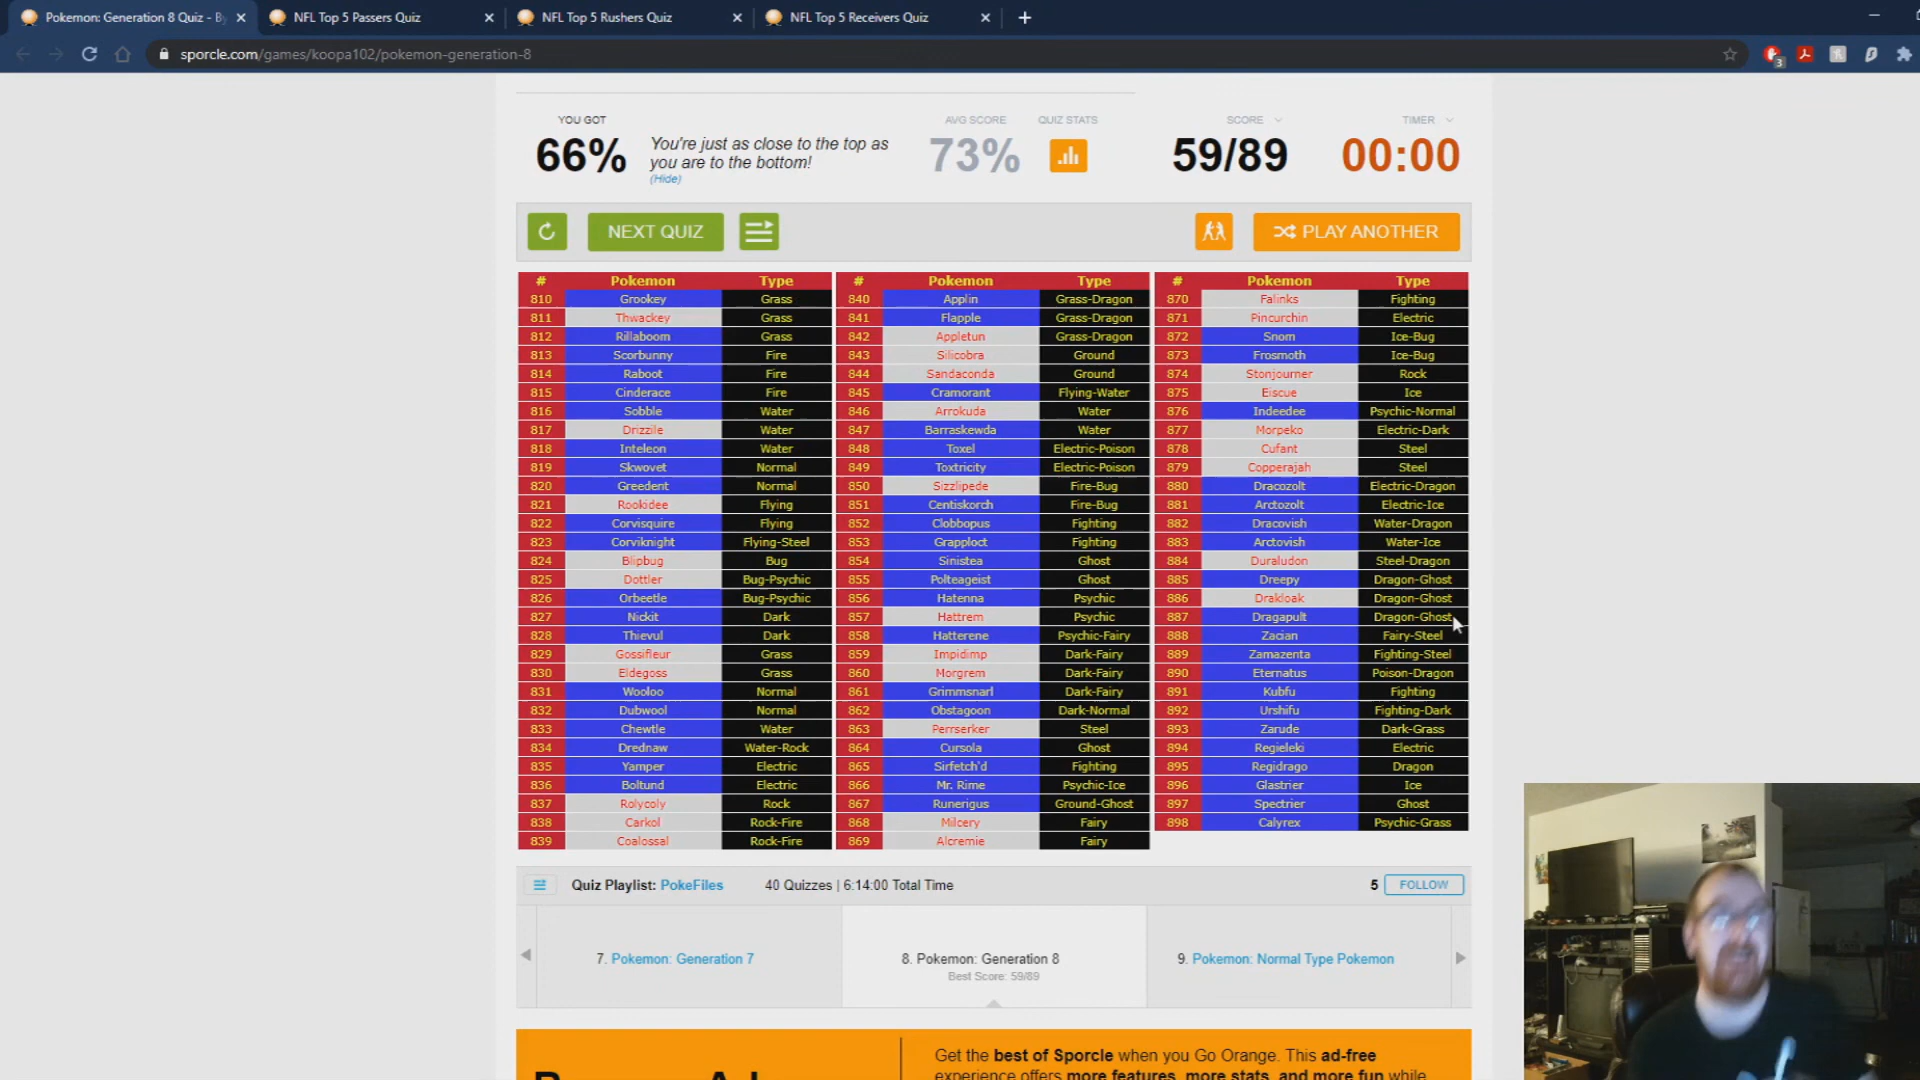 Pokemon: Generation 8 Quiz - By
NFL Top 5 Passers Quiz
NFL Top 5 Rushers Quiz
NFL Top 5 Receivers Quiz
sporcle.com/games/koopa102/pokemon-generation-8
3
YOU GOT
AVG SCORE
QUIZ STATS
SCORE
TIMER
66%
You're just as close to the top as
you are to the bottom!
(Hide)
73%
59/89
00:00
NEXT QUIZ
PLAY ANOTHER
# Pokemon Type # Pokemon Type # Pokemon Type
810 Grookey Grass 840 Applin Grass-Dragon 870 Falinks Fighting
811 Thwackey Grass 841 Flapple Grass-Dragon 871 Pincurchin Electric
812 Rillaboom Grass 842 Appletun Grass-Dragon 872 Snom Ice-Bug
813 Scorbunny Fire 843 Silicobra Ground 873 Frosmoth Ice-Bug
814 Raboot Fire 844 Sandaconda Ground 874 Stonjourner Rock
815 Cinderace Fire 845 Cramorant Flying-Water 875 Eiscue Ice
816 Sobble Water 846 Arrokuda Water 876 Indeedee Psychic-Normal
817 Drizzile Water 847 Barraskewda Water 877 Morpeko Electric-Dark
818 Inteleon Water 848 Toxel Electric-Poison 878 Cufant Steel
819 Skwovet Normal 849 Toxtricity Electric-Poison 879 Copperajah Steel
820 Greedent Normal 850 Sizzlipede Fire-Bug 880 Dracozolt Electric-Dragon
821 Rookidee Flying 851 Centiskorch Fire-Bug 881 Arctozolt Electric-Ice
822 Corvisquire Flying 852 Clobbopus Fighting 882 Dracovish Water-Dragon
823 Corviknight Flying-Steel 853 Grapploct Fighting 883 Arctovish Water-Ice
824 Blipbug Bug 854 Sinistea Ghost 884 Duraludon Steel-Dragon
825 Dottler Bug-Psychic 855 Polteageist Ghost 885 Dreepy Dragon-Ghost
826 Orbeetle Bug-Psychic 856 Hatenna Psychic 886 Drakloak Dragon-Ghost
827 Nickit Dark 857 Hattrem Psychic 887 Dragapult Dragon-Ghost
828 Thievul Dark 858 Hatterene Psychic-Fairy 888 Zacian Fairy-Steel
829 Gossifleur Grass 859 Impidimp Dark-Fairy 889 Zamazenta Fighting-Steel
830 Eldegoss Grass 860 Morgrem Dark-Fairy 890 Eternatus Poison-Dragon
831 Wooloo Normal 861 Grimmsnarl Dark-Fairy 891 Kubfu Fighting
832 Dubwool Normal 862 Obstagoon Dark-Normal 892 Urshifu Fighting-Dark
833 Chewtle Water 863 Perrserker Steel 893 Zarude Dark-Grass
834 Drednaw Water-Rock 864 Cursola Ghost 894 Regieleki Electric
835 Yamper Electric 865 Sirfetch'd Fighting 895 Regidrago Dragon
836 Boltund Electric 866 Mr. Rime Psychic-Ice 896 Glastrier Ice
837 Rolycoly Rock 867 Runerigus Ground-Ghost 897 Spectrier Ghost
838 Carkol Rock-Fire 868 Milcery Fairy 898 Calyrex Psychic-Grass
839 Coalossal Rock-Fire 869 Alcremie Fairy
Quiz Playlist: PokeFiles 40 Quizzes | 6:14:00 Total Time 5 FOLLOW
7. Pokemon: Generation 7
8. Pokemon: Generation 8
Best Score: 59/89
9. Pokemon: Normal Type Pokemon
Get the best of Sporcle when you Go Orange. This ad-free
experience offers more features, more stats, and more fun while